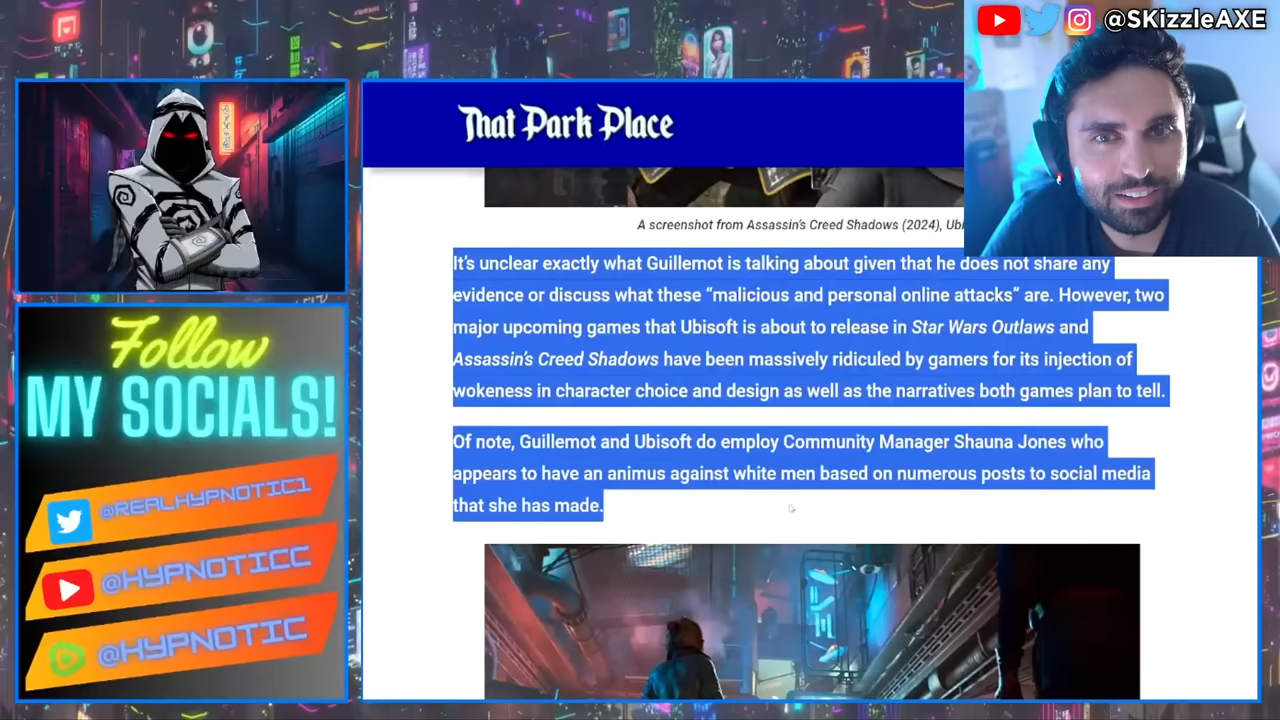 @SKizzleAXE
That Park Place
A screenshot from Assassin's Creed Shadows (2024), Ubi
It's unclear exactly what Guillemot is talking about given that he does not share any
evidence or discuss what these “malicious and personal online attacks” are. However, two
major upcoming games that Ubisoft is about to release in Star Wars Outlaws and
Assassin's Creed Shadows have been massively ridiculed by gamers for its injection of
wokeness in character choice and design as well as the narratives both games plan to tell.
Of note, Guillemot and Ubisoft do employ Community Manager Shauna Jones who
appears to have an animus against white men based on numerous posts to social media
that she has made.
Follow
MY SOCIALS!
@REALHYPNOTIC1
@HYPNOTICC
@HYPNOTIC